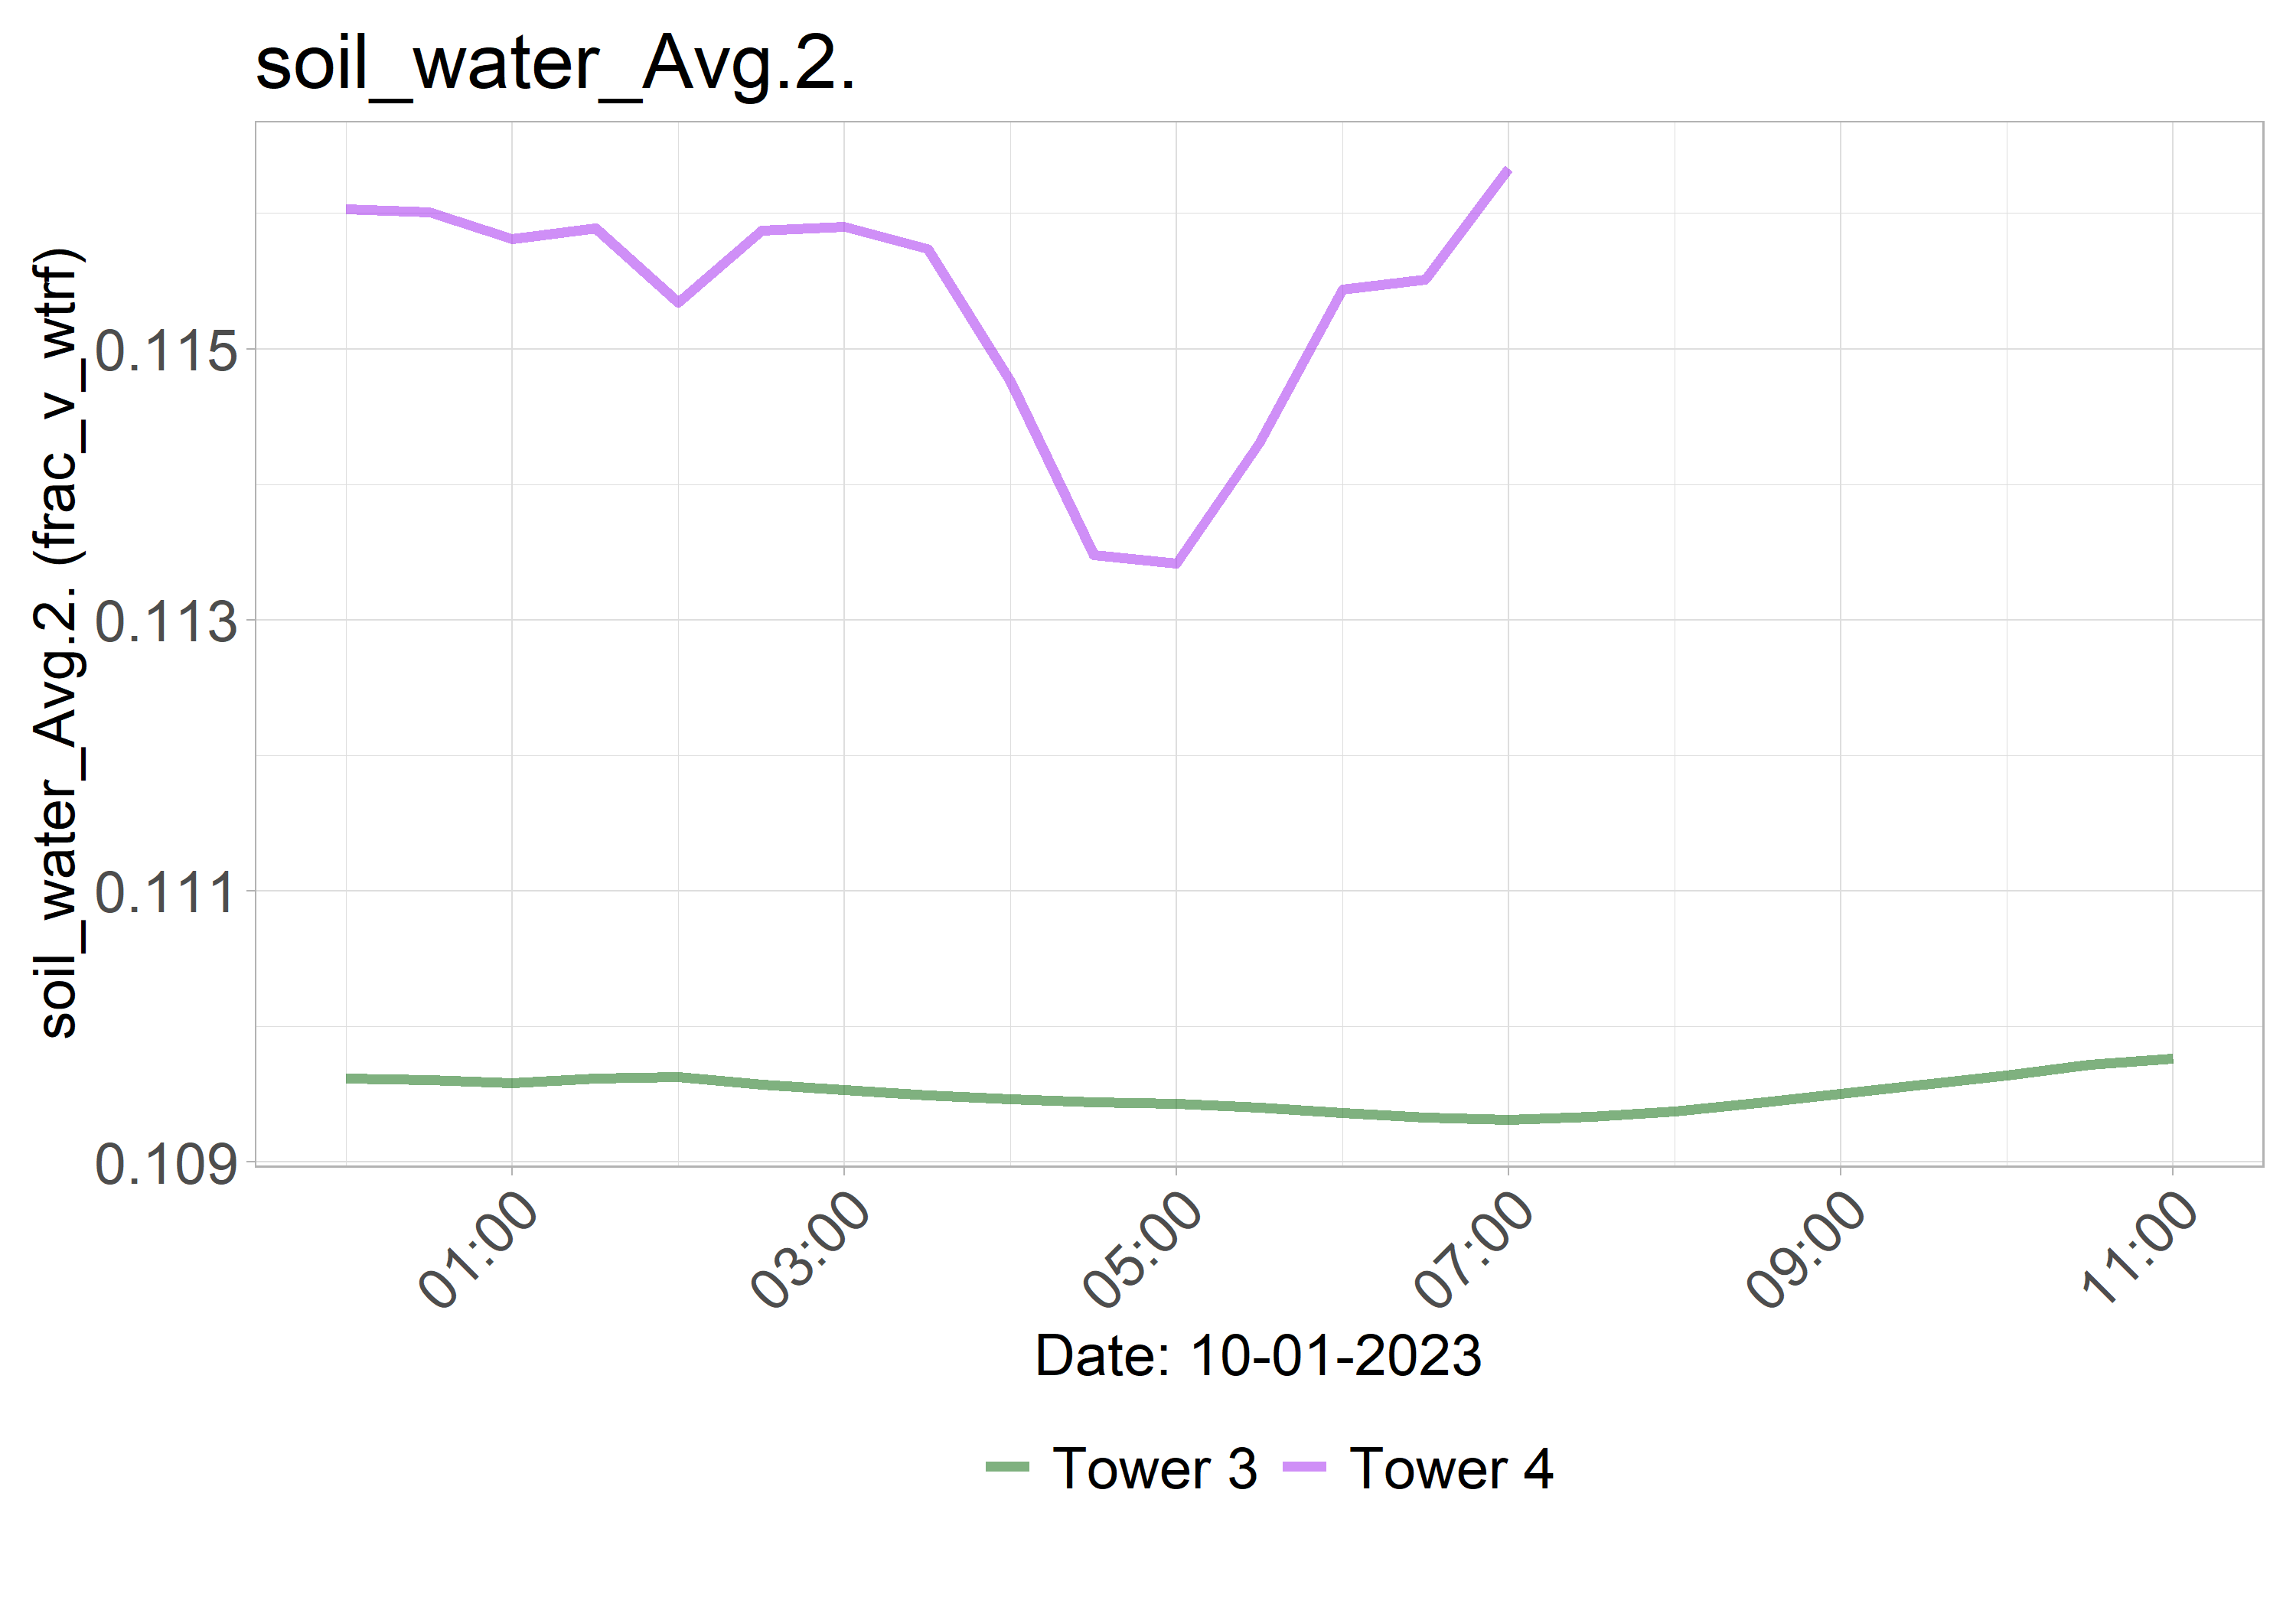 soil_water_Avg.2.
soil_water_Avg.2. (frac_v_wtrf)
0.115
0.113
0.111
0.109
01:00
03:00
05:00
07:00
09:00
11:00
Date: 10-01-2023
Tower 3
Tower 4